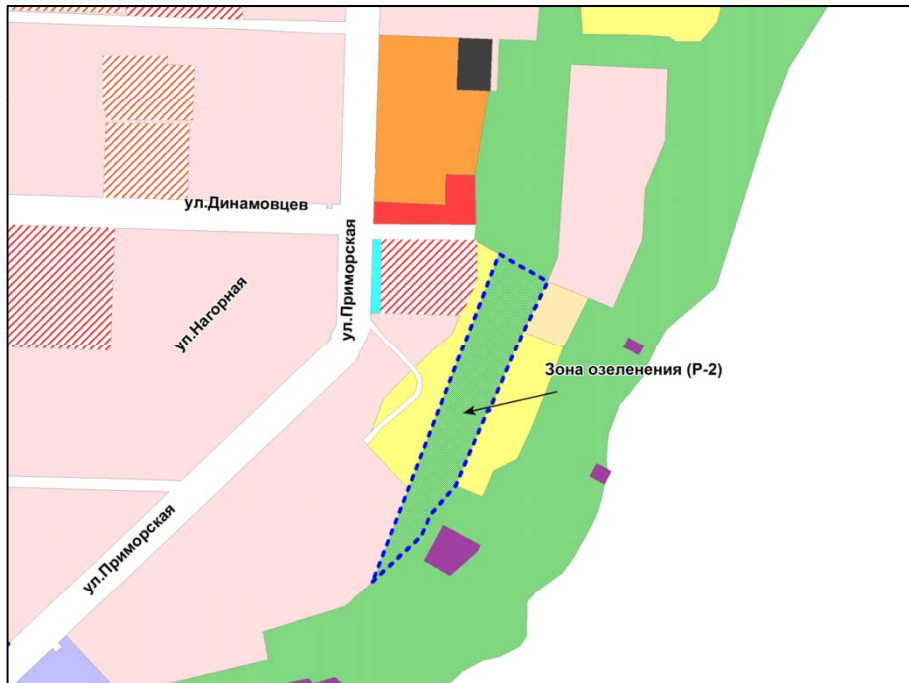 ул.Динамовцев
ул.Приморская
ул.Нагорная
Зона озеленения (Р-2)
ул.Приморская